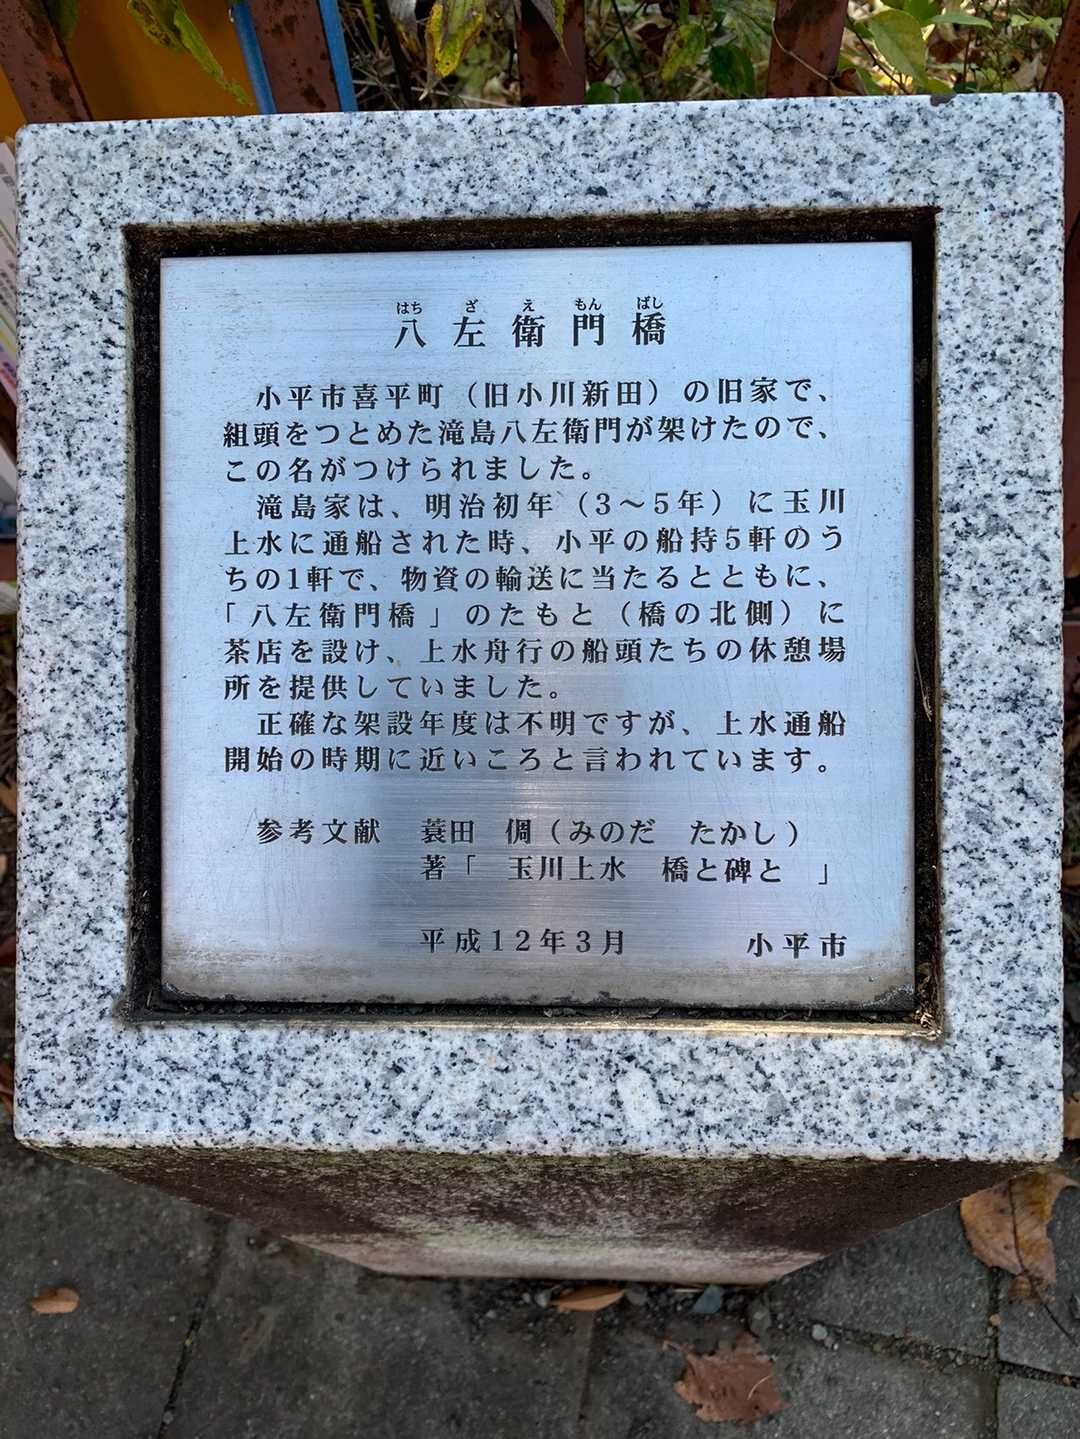 はちざえもんばし
八左衛門橋
小平市喜平町（旧小川新田）の旧家で、
組頭をつとめた滝島八左衛門が架けたので、
この名がつけられました。
滝島家は、明治初年（3～5年）に玉川
上水に通船された時、小平の船持5軒のう
ちの1軒で、物資の輸送に当たるとともに、
「八左衛門橋」のたもと（橋の北側）に
茶店を設け、上水舟行の船頭たちの休憩場
所を提供していました。
正確な架設年度は不明ですが、上水通船
開始の時期に近いころと言われています。
参考文献　蓑田　倜（みのだ　たかし）
著「　玉川上水　橋と碑と　」
平成12年3月　小平市